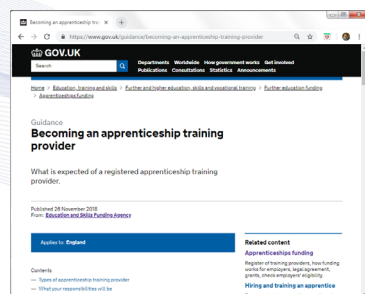 Becoming an apprenticeship trai
https://www.gov.uk/guidance/becoming-an-apprenticeship-training-provider
GOV.UK
Search
Departments Worldwide How government works Get involved
Publications Consultations Statistics Announcements
Home > Education, training and skills > Further and higher education, skills and vocational training > Further education funding
> Apprenticeships funding
Guidance
Becoming an apprenticeship training
provider
What is expected of a registered apprenticeship training
provider.
Published 26 November 2018
From: Education and Skills Funding Agency
Applies to: England
Contents
— Types of apprenticeship training provider
— What your responsibilities will be
Related content
Apprenticeships funding
Register of training providers, how funding
works for employers, legal agreement,
grants, check employers' eligibility.
Hiring and training an apprentice